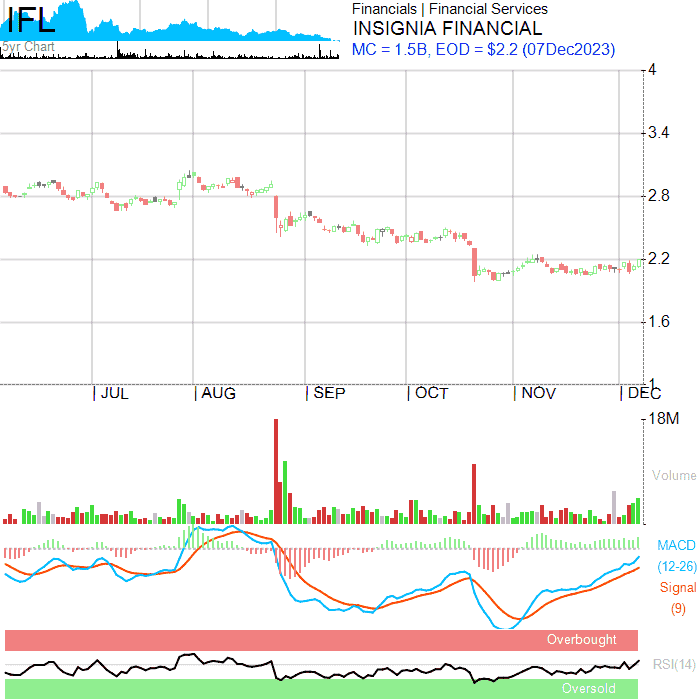 IFL
5yr Chart
Financials | Financial Services
INSIGNIA FINANCIAL
MC = 1.5B, EOD = $2.2 (07Dec2023)
4
3.4
2.8
2.2
1.6
1
| JUL | AUG | SEP | OCT | NOV | DEC
18M
Volume
MACD
(12-26)
Signal
(9)
Overbought
RSI(14)
Oversold